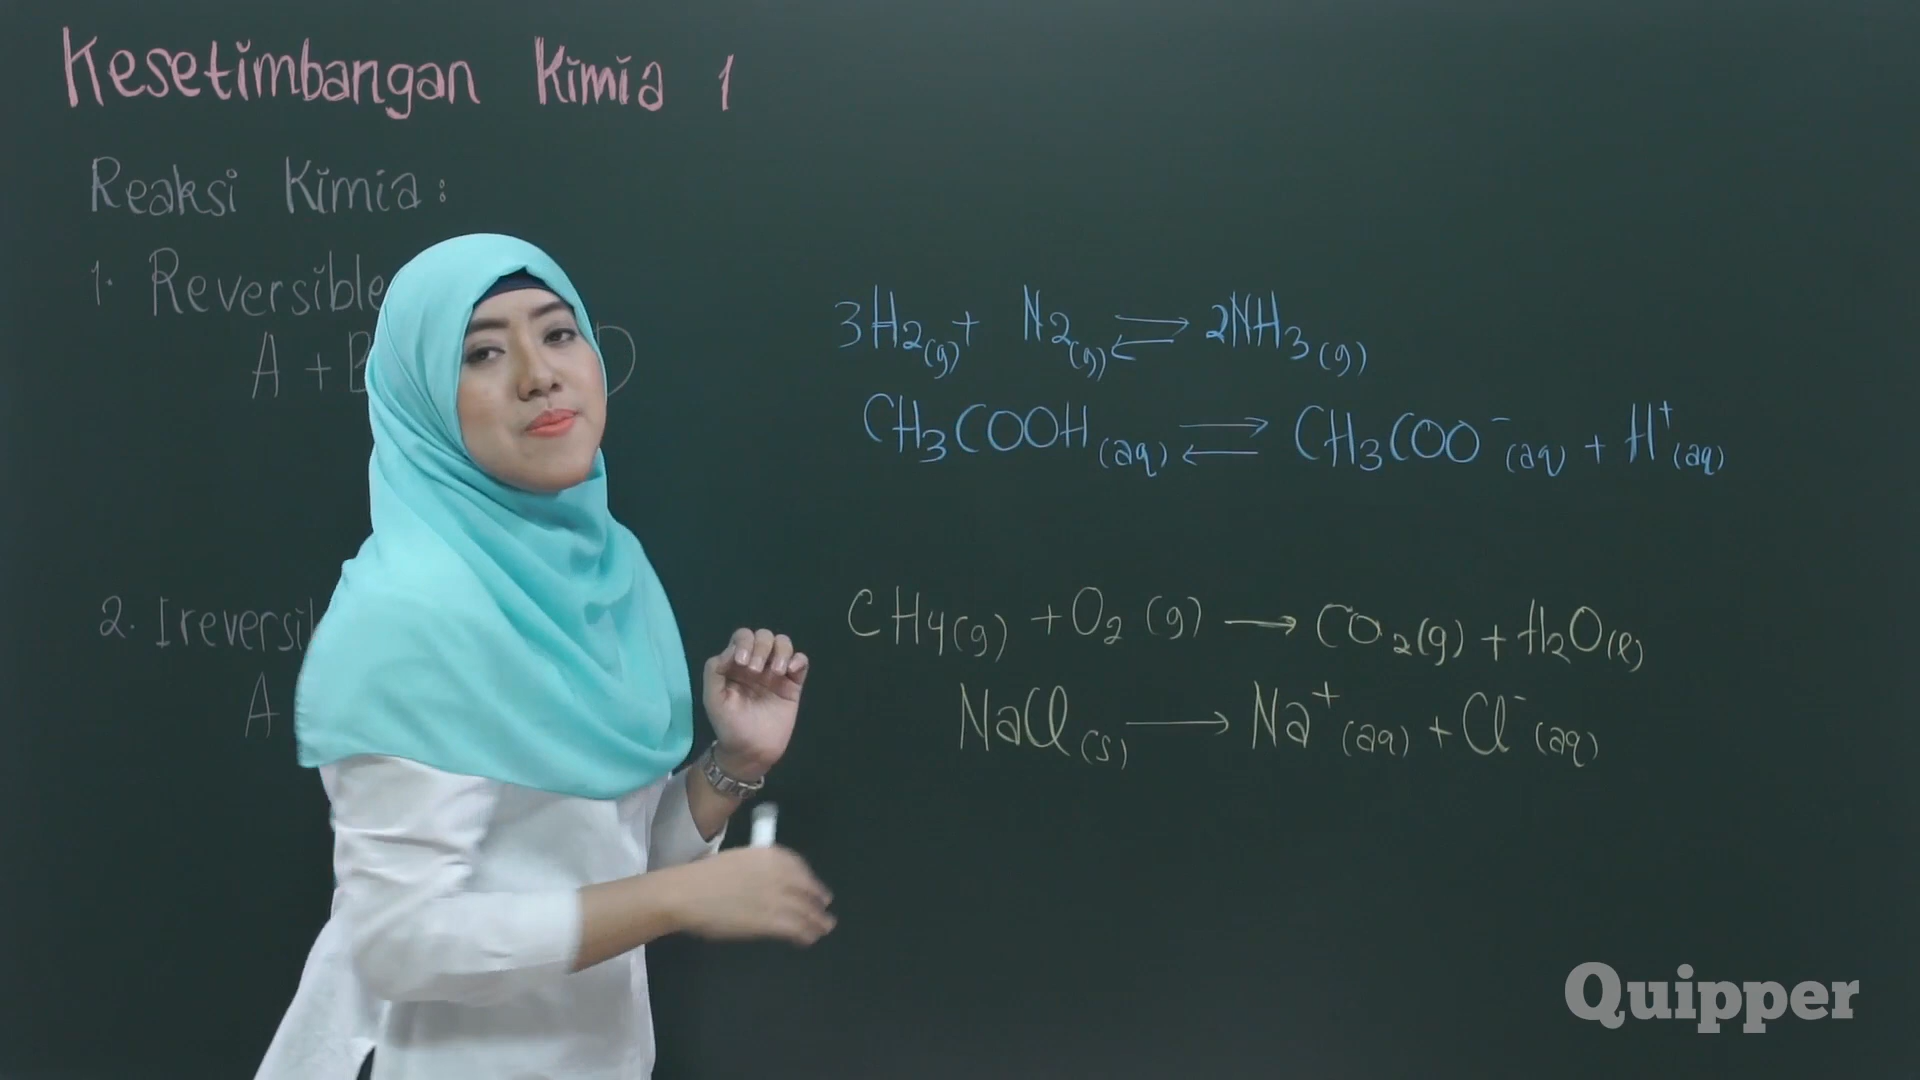 Kesetimbangan Kimia 1
Reaksi Kimia:
1. Reversible
A + B D
2. Ireversi
A
3H₂(g) + N₂(g) ⇌ 2NH₃(g)
CH₃COOH(aq) ⇌ CH₃COO⁻(aq) + H⁺(aq)
CH₄(g) + O₂(g) → CO₂(g) + H₂O(l)
NaCl(s) → Na⁺(aq) + Cl⁻(aq)
Quipper